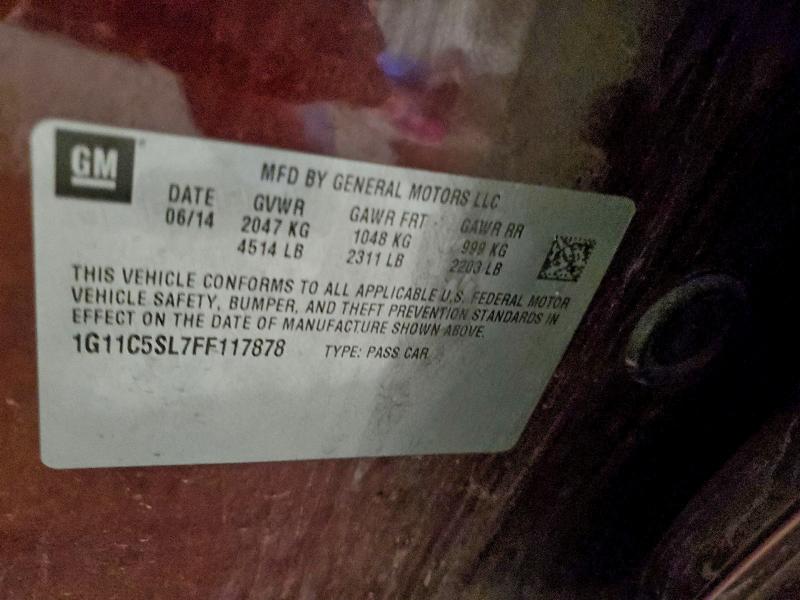 GM
MFD BY GENERAL MOTORS LLC
DATE GVWR GAWR FRT GAWR RR
06/14 2047 KG 1048 KG 999 KG
4514 LB 2311 LB 2203 LB
THIS VEHICLE CONFORMS TO ALL APPLICABLE U.S. FEDERAL MOTOR
VEHICLE SAFETY, BUMPER, AND THEFT PREVENTION STANDARDS IN
EFFECT ON THE DATE OF MANUFACTURE SHOWN ABOVE.
1G11C5SL7FF117878 TYPE: PASS CAR